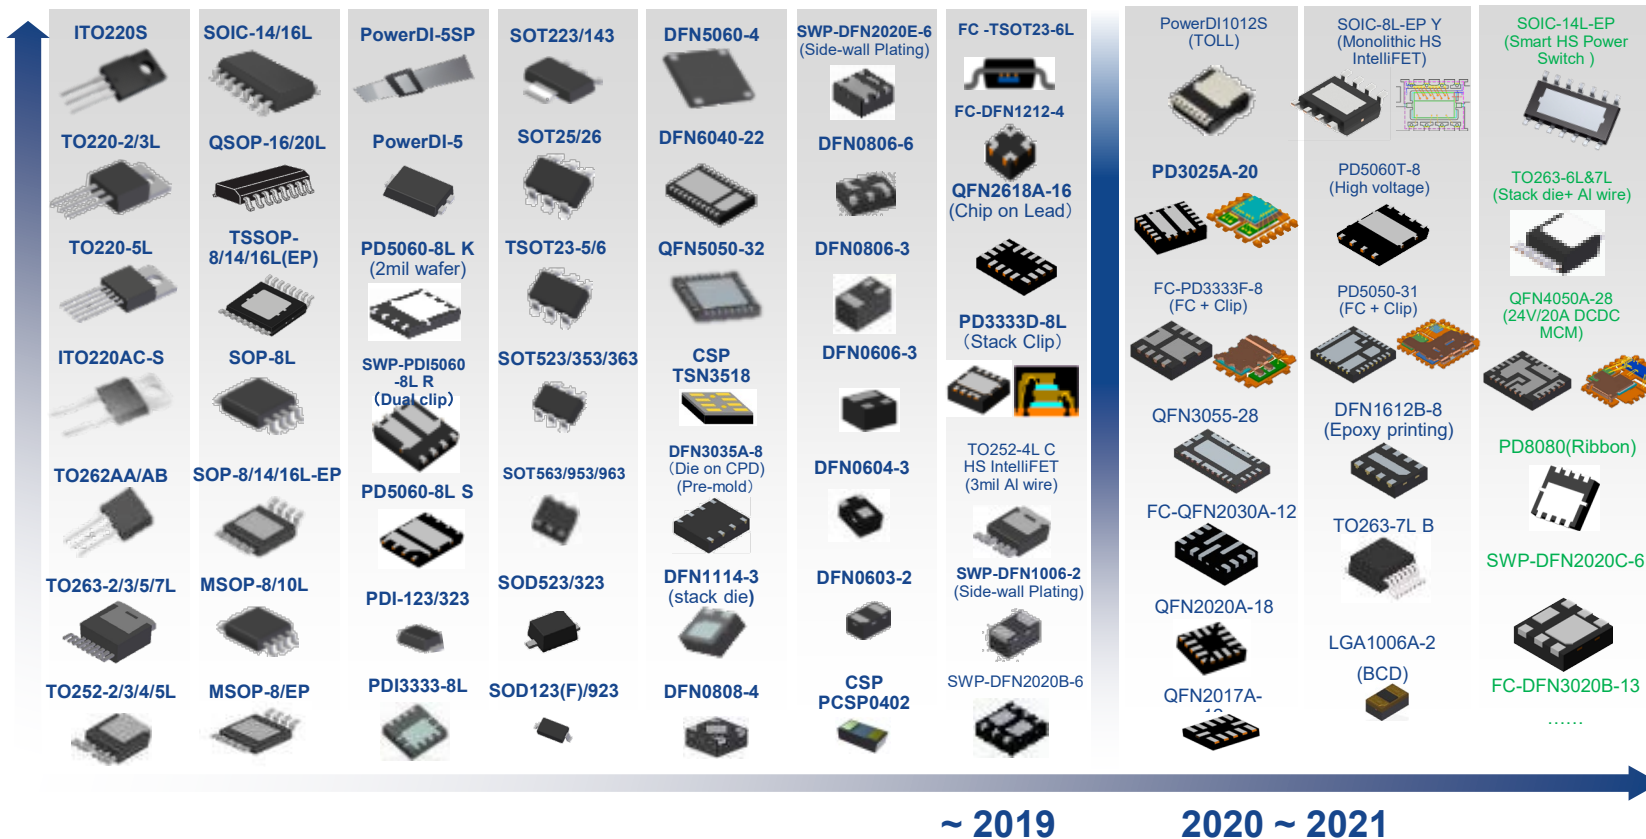 ITO220S
TO220-2/3L
TO220-5L
ITO220AC-S
TO262AA/AB
TO263-2/3/5/7L
TO252-2/3/4/5L
SOIC-14/16L
QSOP-16/20L
TSSOP-
8/14/16L(EP)
SOP-8L
SOP-8/14/16L-EP
MSOP-8/10L
MSOP-8/EP
PowerDI-5SP
PowerDI-5
PD5060-8L K
(2mil wafer)
SWP-PDI5060
-8L R
（Dual clip）
PD5060-8L S
PDI-123/323
PDI3333-8L
SOT223/143
SOT25/26
TSOT23-5/6
SOT523/353/363
SOT563/953/963
SOD523/323
SOD123(F)/923
DFN5060-4
DFN6040-22
QFN5050-32
CSP
TSN3518
DFN3035A-8
（Die on CPD)
(Pre-mold）
DFN1114-3
(stack die)
DFN0808-4
SWP-DFN2020E-6
(Side-wall Plating)
DFN0806-6
DFN0806-3
DFN0606-3
DFN0604-3
DFN0603-2
CSP
PCSP0402
FC -TSOT23-6L
FC-DFN1212-4
QFN2618A-16
(Chip on Lead）
PD3333D-8L
（Stack Clip）
TO252-4L C
HS IntelliFET
(3mil Al wire)
SWP-DFN1006-2
(Side-wall Plating)
SWP-DFN2020B-6
PowerDI1012S
(TOLL)
PD3025A-20
FC-PD3333F-8
(FC + Clip)
QFN3055-28
FC-QFN2030A-12
QFN2020A-18
QFN2017A-
SOIC-8L-EP Y
(Monolithic HS
IntelliFET)
PD5060T-8
(High voltage)
PD5050-31
(FC + Clip)
DFN1612B-8
(Epoxy printing)
TO263-7L B
LGA1006A-2
(BCD)
SOIC-14L-EP
(Smart HS Power
Switch )
TO263-6L&7L
(Stack die+ Al wire)
QFN4050A-28
(24V/20A DCDC
MCM)
PD8080(Ribbon)
SWP-DFN2020C-6
FC-DFN3020B-13
......
~ 2019
2020 ~ 2021